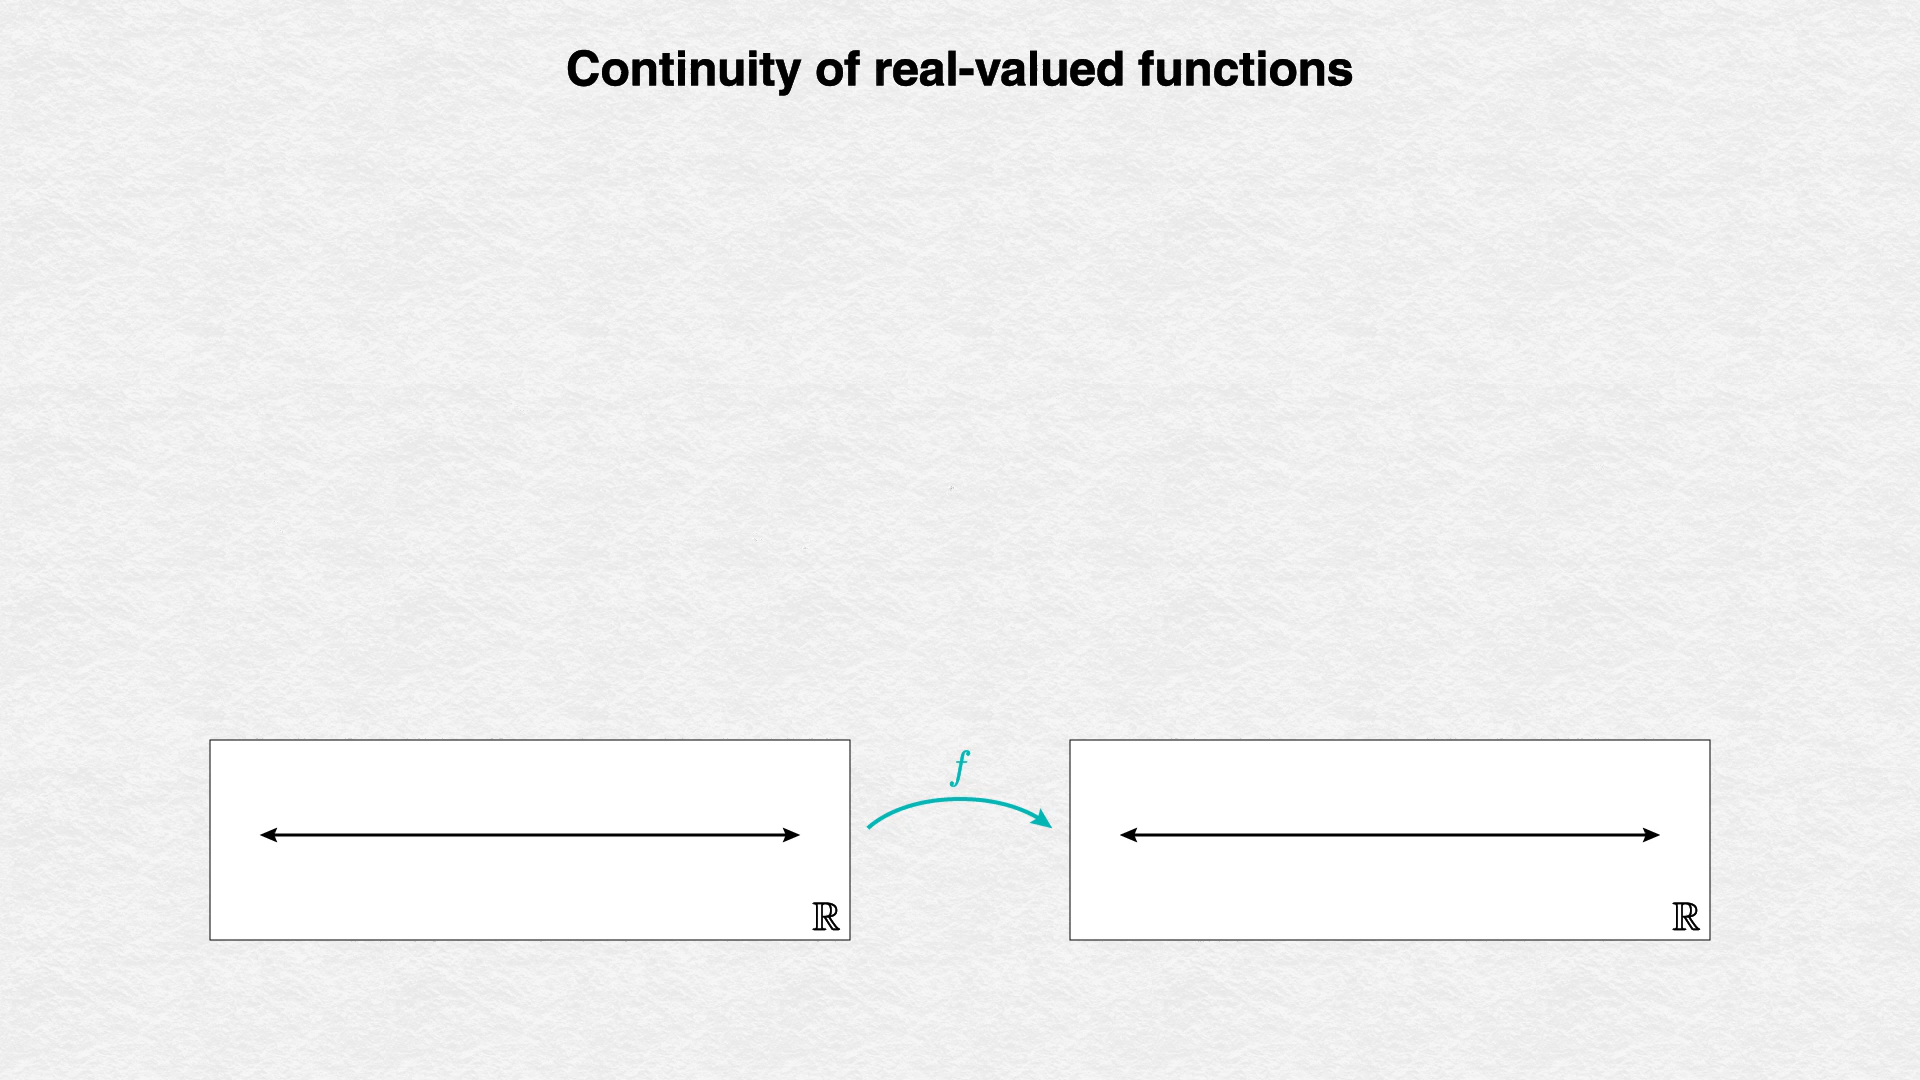 Continuity of real-valued functions
f
ℝ
ℝ